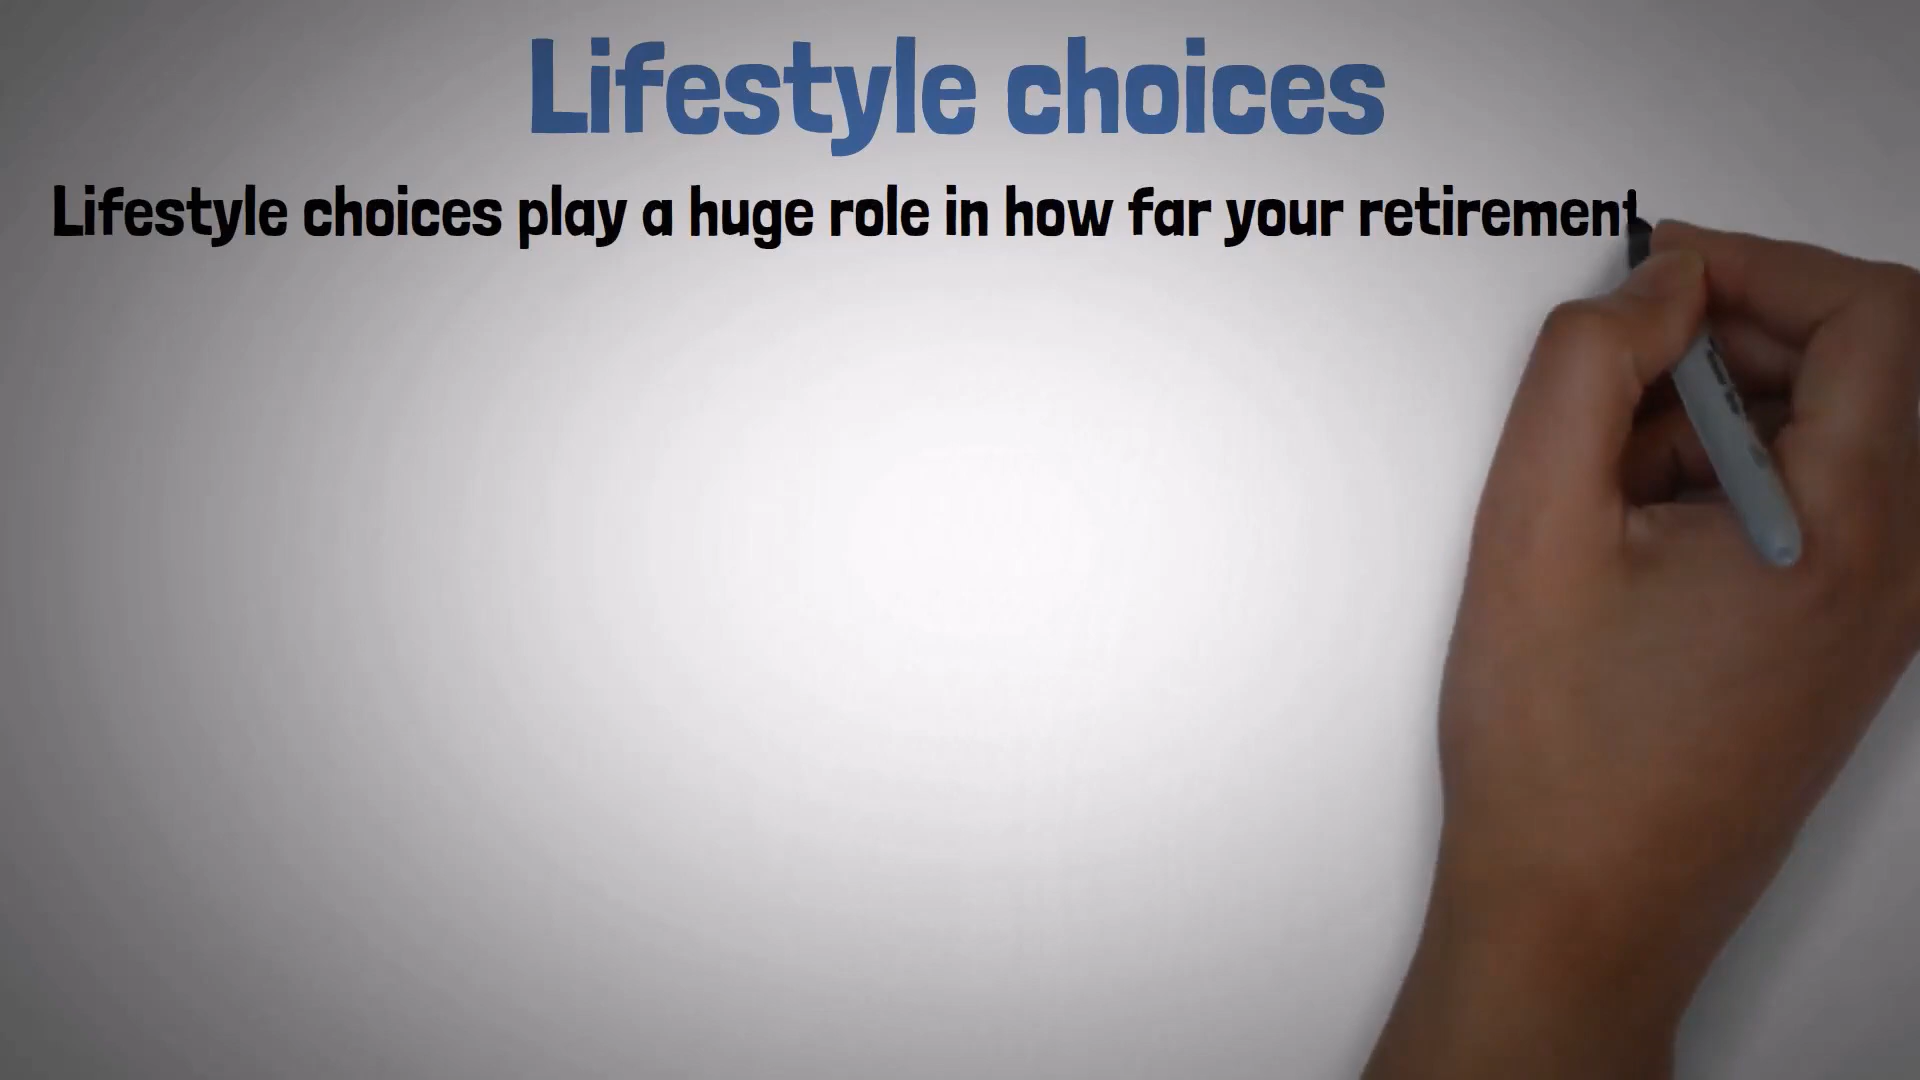 Lifestyle choices
Lifestyle choices play a huge role in how far your retirement